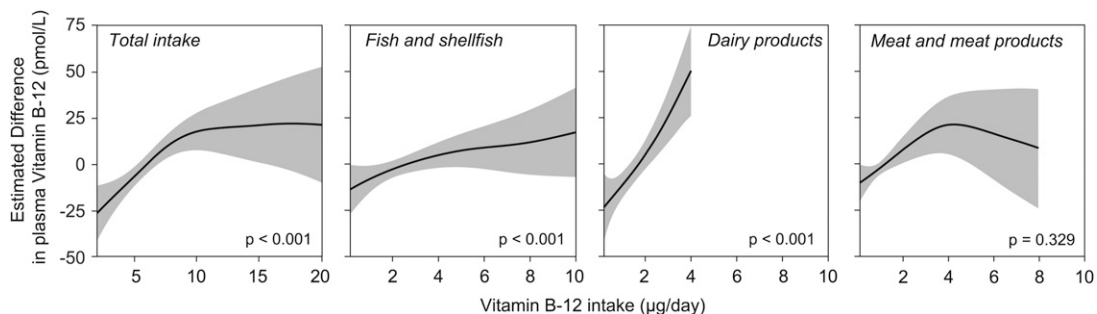 Estimated Difference
in plasma Vitamin B-12 (pmol/L)
75
50
25
0
-25
-50
Total intake
p < 0.001
5
10
15
20
Fish and shellfish
p < 0.001
2
4
6
8
10
Dairy products
p < 0.001
2
4
6
8
10
Meat and meat products
p = 0.329
2
4
6
8
10
Vitamin B-12 intake (µg/day)